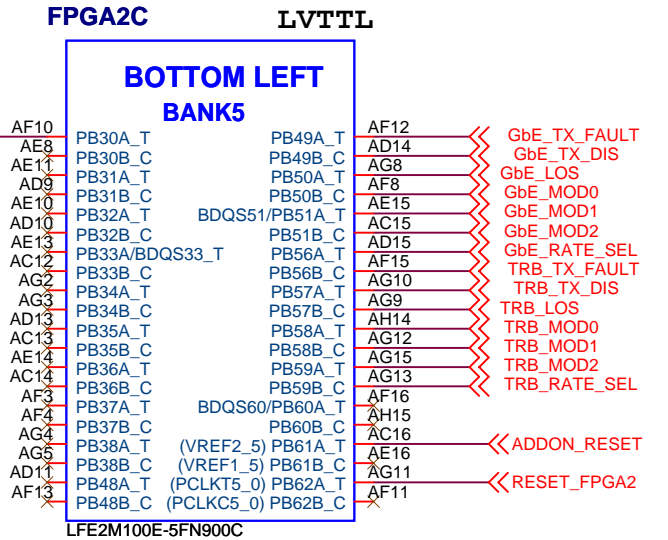 FPGA2C LVTTL
BOTTOM LEFT
BANK5
AF10 PB30A_T PB49A_T AF12 GbE_TX_FAULT
AE8 PB30B_C PB49B_C AD14 GbE_TX_DIS
AE11 PB31A_T PB50A_T AG8 GbE_LOS
AD9 PB31B_C PB50B_C AF8 GbE_MOD0
AE10 PB32A_T BDQS51/PB51A_T AE15 GbE_MOD1
AD10 PB32B_C PB51B_C AC15 GbE_MOD2
AE13 PB33A/BDQS33_T PB56A_T AD15 GbE_RATE_SEL
AC12 PB33B_C PB56B_C AF15 TRB_TX_FAULT
AG2 PB34A_T PB57A_T AG10 TRB_TX_DIS
AG3 PB34B_C PB57B_C AG9 TRB_LOS
AD13 PB35A_T PB58A_T AH14 TRB_MOD0
AC13 PB35B_C PB58B_C AG12 TRB_MOD1
AE14 PB36A_T PB59A_T AG15 TRB_MOD2
AC14 PB36B_C PB59B_C AG13 TRB_RATE_SEL
AF3 PB37A_T BDQS60/PB60A_T AF16
AF4 PB37B_C PB60B_C AH15
AG4 PB38A_T (VREF2_5) PB61A_T AC16 ADDON_RESET
AG5 PB38B_C (VREF1_5) PB61B_C AE16
AD11 PB48A_T (PCLKT5_0) PB62A_T AG11 RESET_FPGA2
AF13 PB48B_C (PCLKC5_0) PB62B_C AF11
LFE2M100E-5FN900C